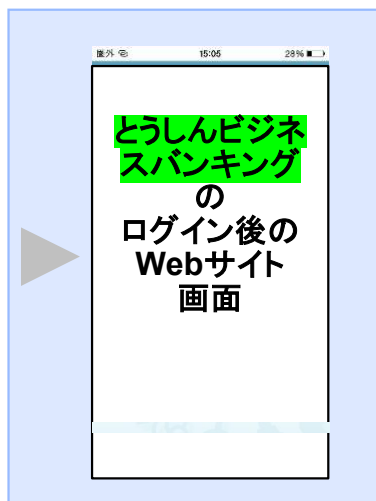 圏外 15:05 28%
とうしんビジネ
スバンキング
の
ログイン後の
Webサイト
画面